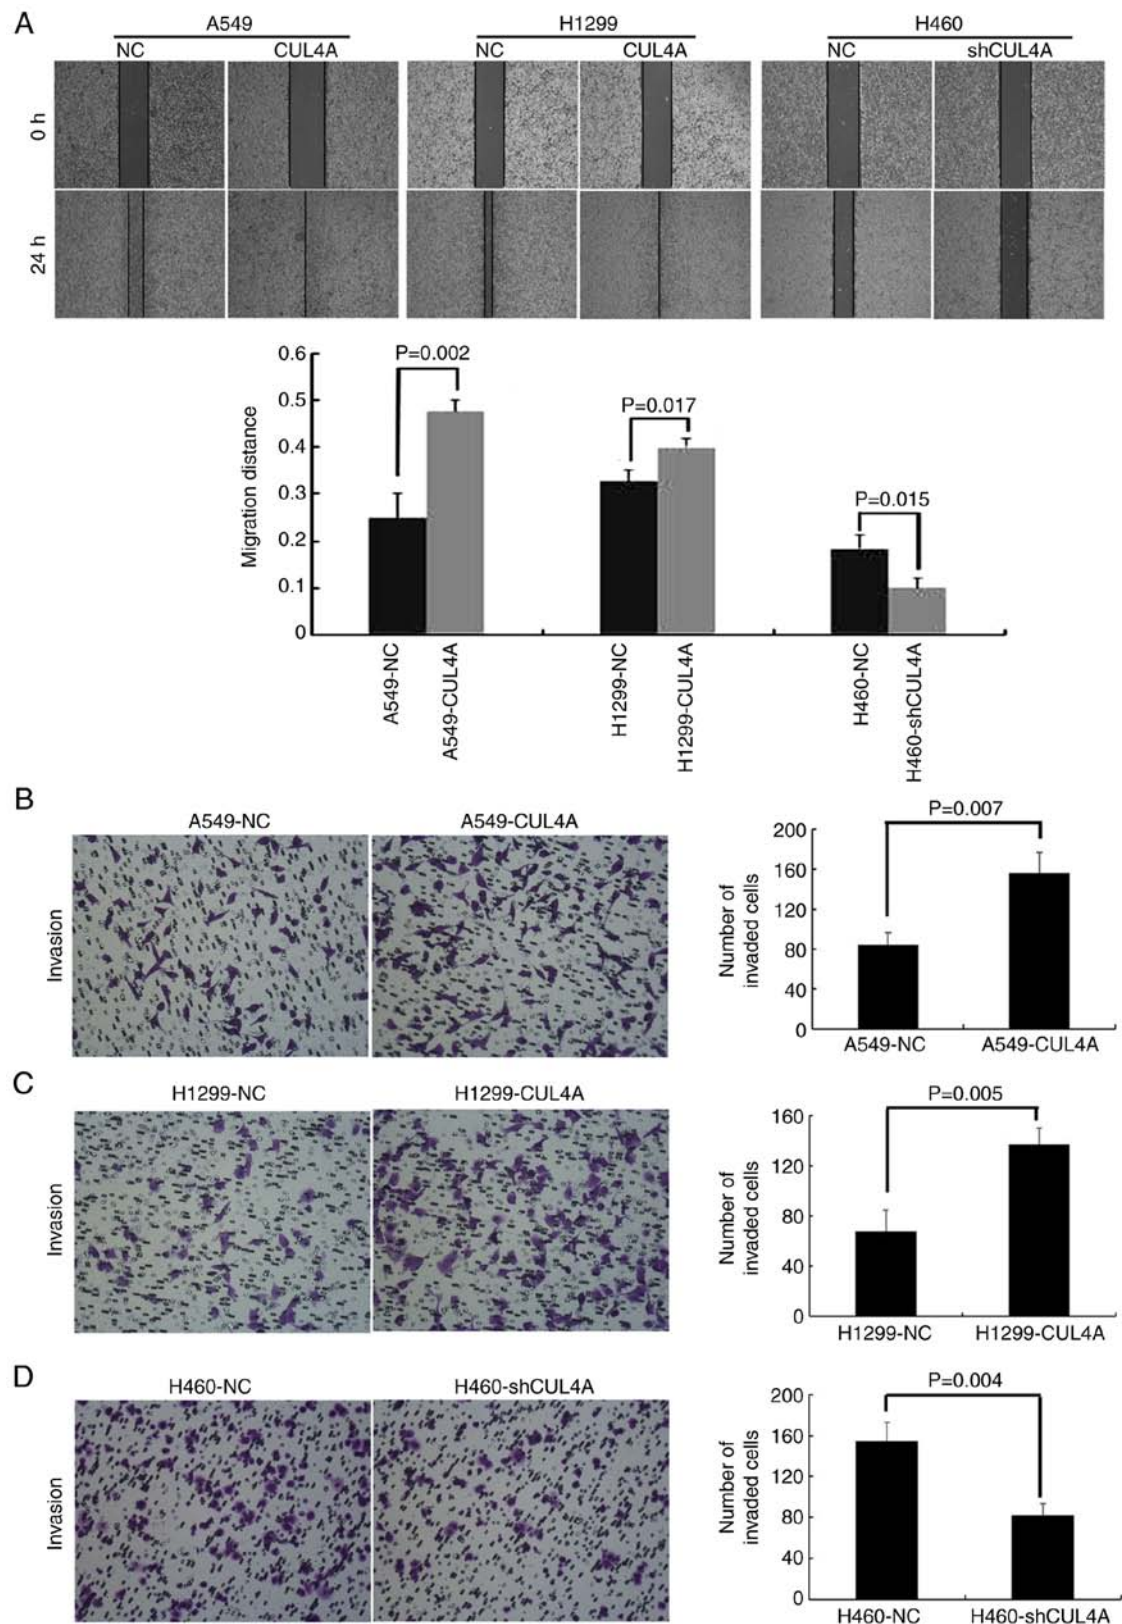 A
A549
H1299
H460
NC
CUL4A
NC
CUL4A
NC
shCUL4A
0 h
24 h
Migration distance
0.6
0.5
0.4
0.3
0.2
0.1
0
P=0.002
P=0.017
P=0.015
A549-NC
A549-CUL4A
H1299-NC
H1299-CUL4A
H460-NC
H460-shCUL4A
B
A549-NC
A549-CUL4A
Invasion
Number of
invaded cells
200
160
120
80
40
0
P=0.007
A549-NC
A549-CUL4A
C
H1299-NC
H1299-CUL4A
Invasion
Number of
invaded cells
160
120
80
40
0
P=0.005
H1299-NC
H1299-CUL4A
D
H460-NC
H460-shCUL4A
Invasion
Number of
invaded cells
200
160
120
80
40
0
P=0.004
H460-NC
H460-shCUL4A